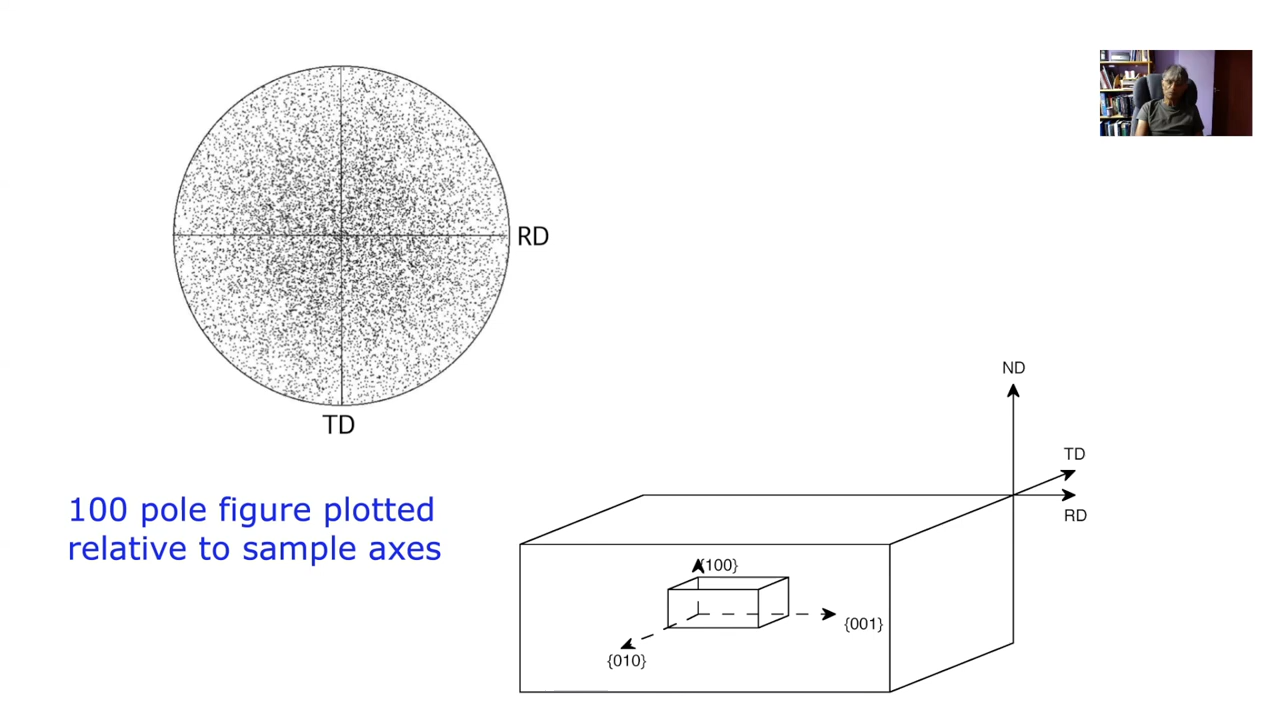 RD
TD
100 pole figure plotted
relative to sample axes
ND
TD
RD
{100}
{001}
{010}